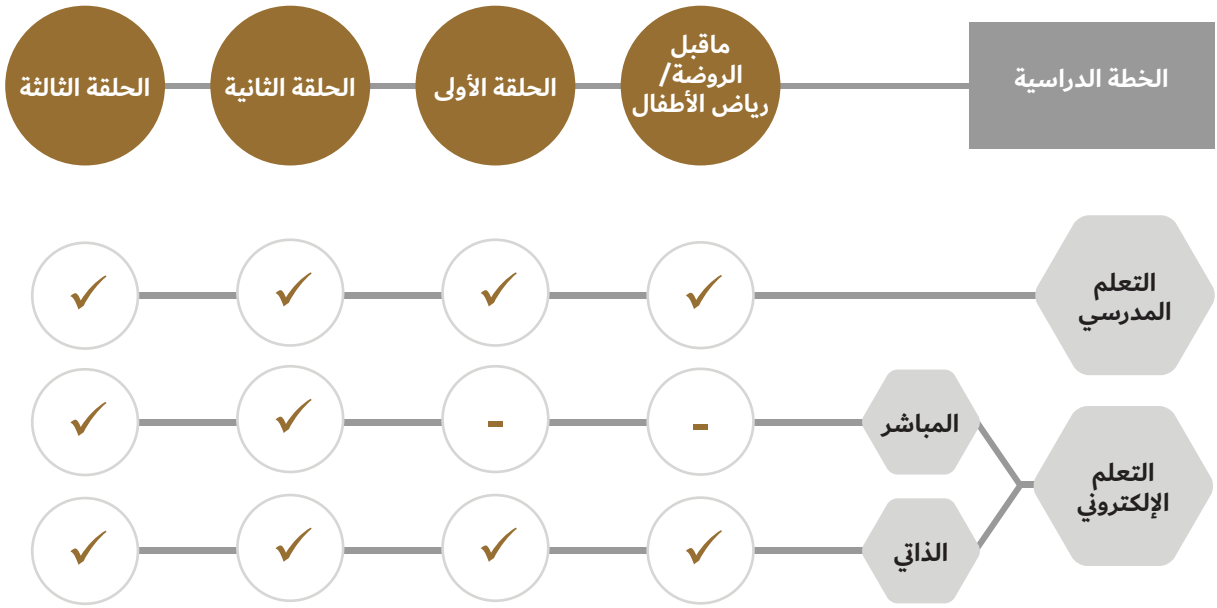 الخطة الدراسية
ماقبل
الروضة/
رياض الأطفال
الحلقة الأولى
الحلقة الثانية
الحلقة الثالثة
التعلم
المدرسي
✓
✓
✓
✓
التعلم
الإلكتروني
المباشر
-
-
✓
✓
الذاتي
✓
✓
✓
✓